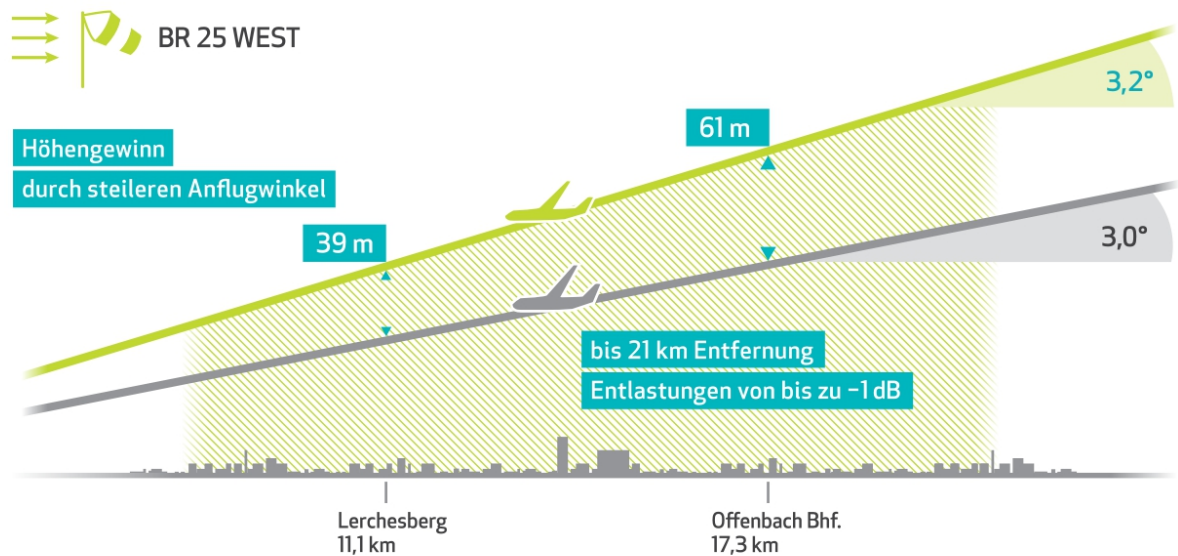 BR 25 WEST
3,2°
61 m
Höhengewinn
durch steileren Anflugwinkel
39 m
3,0°
bis 21 km Entfernung
Entlastungen von bis zu −1 dB
Lerchesberg
11,1 km
Offenbach Bhf.
17,3 km